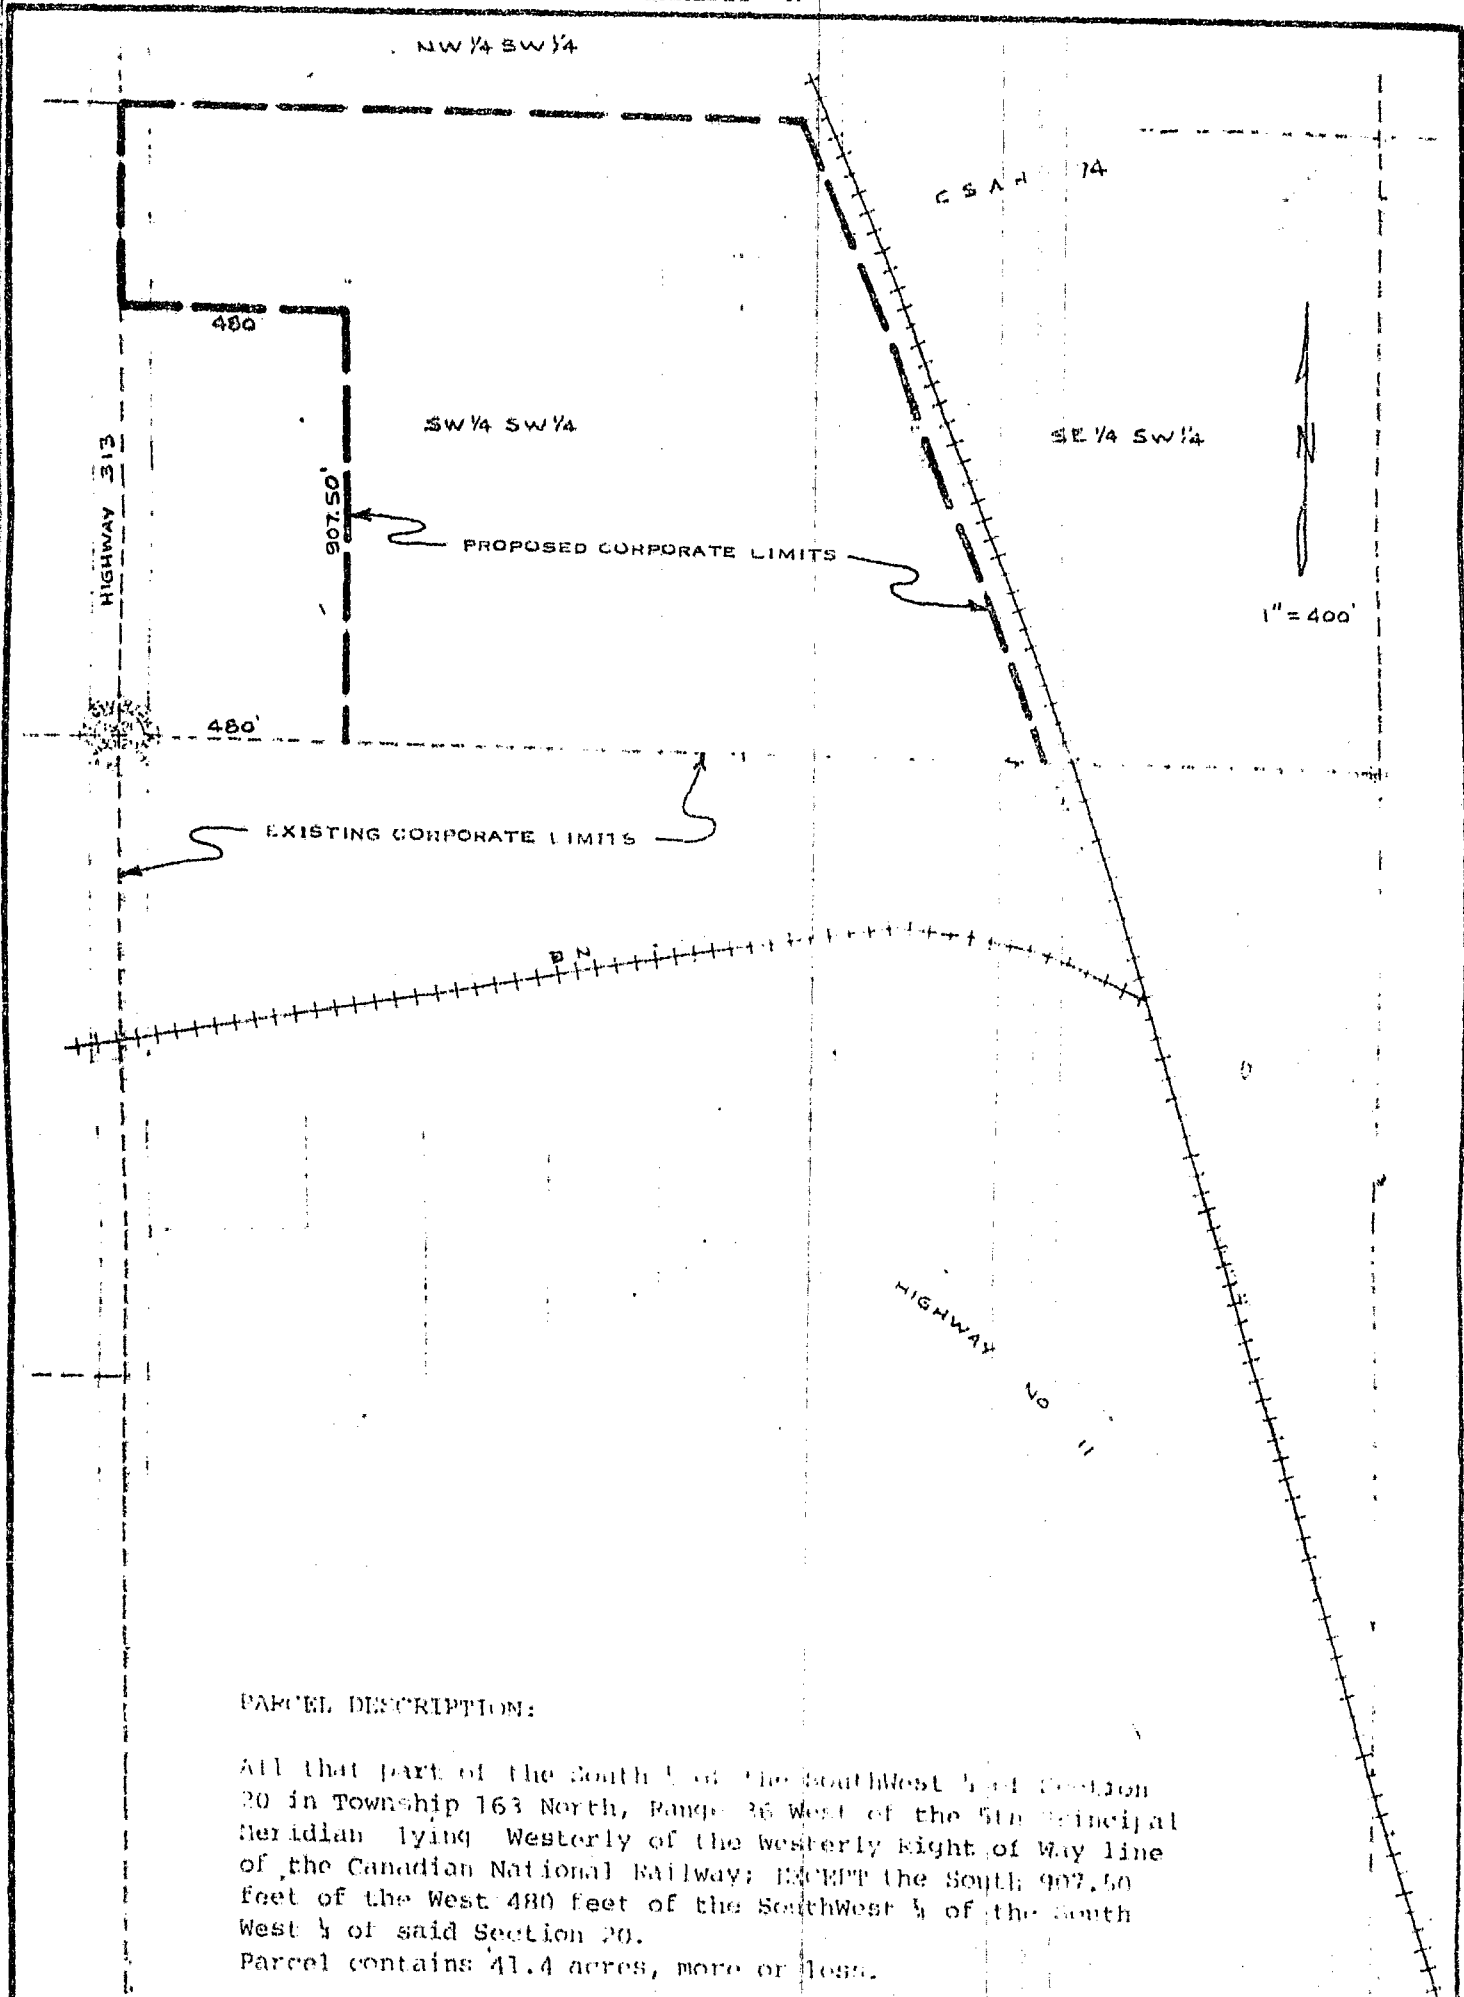 NW 1/4 SW 1/4
CSAH 74
480'
SW 1/4 SW 1/4
SE 1/4 SW 1/4
N
HIGHWAY 313
907.50'
PROPOSED CORPORATE LIMITS
1" = 400'
480'
EXISTING CORPORATE LIMITS
BN
HIGHWAY NO 11
PARCEL DESCRIPTION:
All that part of the South of the SouthWest of Section
20 in Township 163 North, Range 36 West of the 5th Principal
Meridian lying Westerly of the Westerly Right of Way line
of the Canadian National Railway; EXCEPT the South 907.50
feet of the West 480 feet of the SouthWest ¼ of the South
West ¼ of said Section 20.
Parcel contains 41.4 acres, more or less.